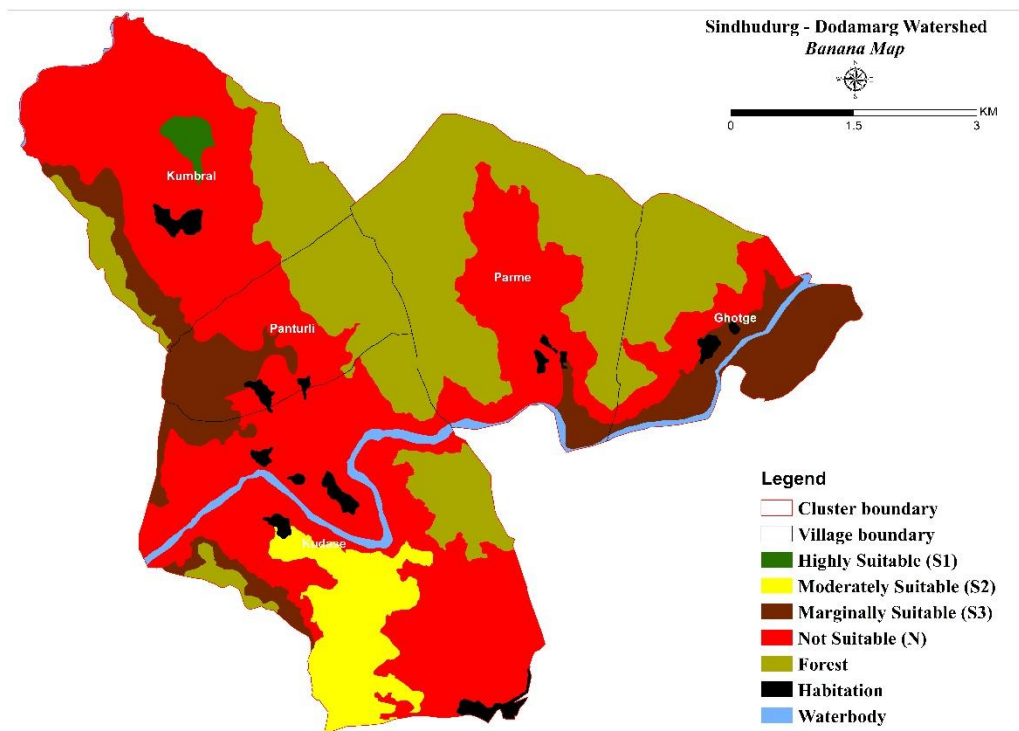 Sindhudurg - Dodamarg Watershed
Banana Map
N
W
E
S
KM
0
1.5
3
Kumbral
Parme
Ghotge
Panturli
Kudase
Legend
Cluster boundary
Village boundary
Highly Suitable (S1)
Moderately Suitable (S2)
Marginally Suitable (S3)
Not Suitable (N)
Forest
Habitation
Waterbody